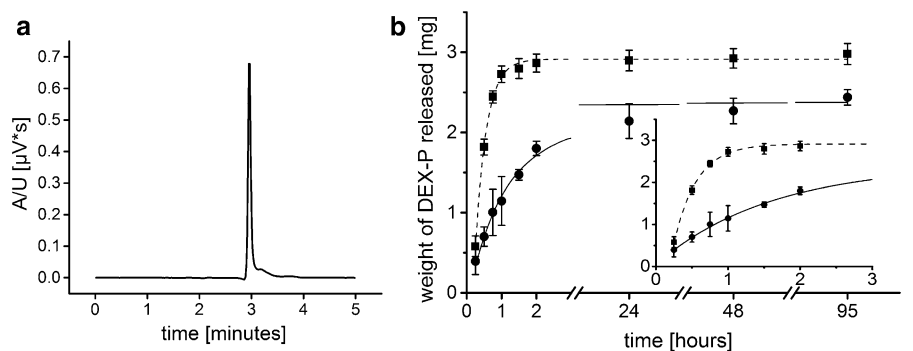 a
A/U [µV*s]
0.7
0.6
0.5
0.4
0.3
0.2
0.1
0.0
0 1 2 3 4 5
time [minutes]
b
weight of DEX-P released [mg]
3
2
1
0
0 1 2 24 48 95
time [hours]
3
2
1
0
0 1 2 3